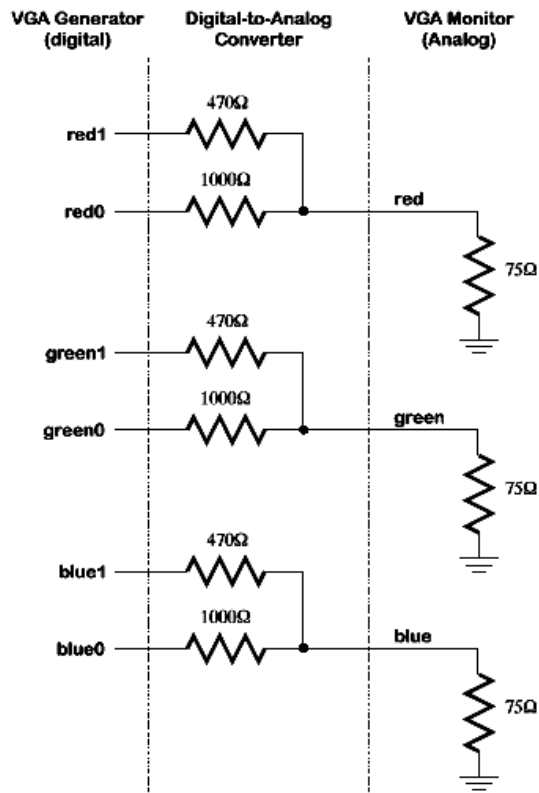 VGA Generator (digital)
Digital-to-Analog Converter
VGA Monitor (Analog)
470Ω
red1
1000Ω
red0
red
75Ω
470Ω
green1
1000Ω
green0
green
75Ω
470Ω
blue1
1000Ω
blue0
blue
75Ω